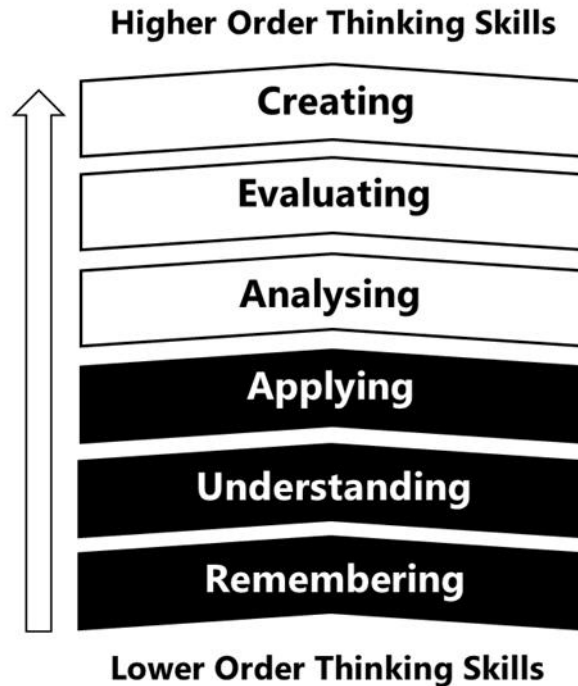 Higher Order Thinking Skills
Creating
Evaluating
Analysing
Applying
Understanding
Remembering
Lower Order Thinking Skills